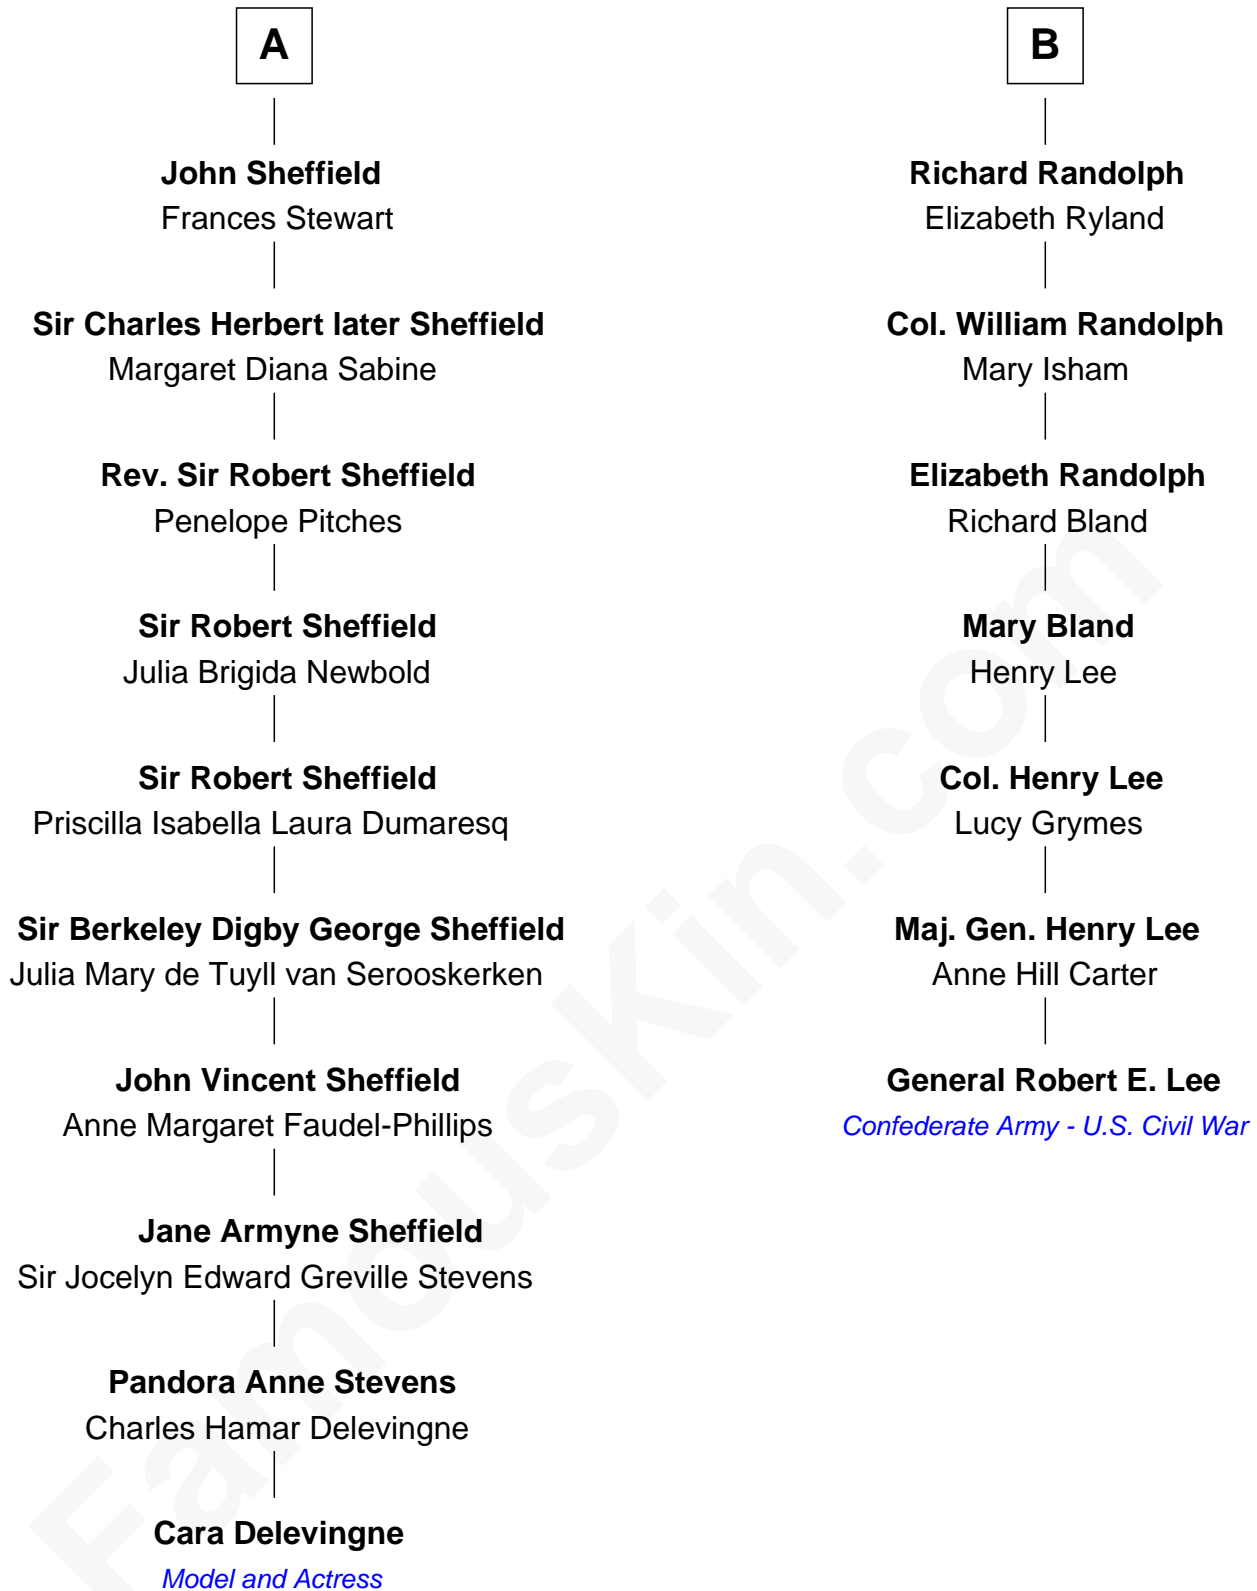 A
John Sheffield
Frances Stewart
Sir Charles Herbert later Sheffield
Margaret Diana Sabine
Rev. Sir Robert Sheffield
Penelope Pitches
Sir Robert Sheffield
Julia Brigida Newbold
Sir Robert Sheffield
Priscilla Isabella Laura Dumaresq
Sir Berkeley Digby George Sheffield
Julia Mary de Tuyll van Serooskerken
John Vincent Sheffield
Anne Margaret Faudel-Phillips
Jane Armyne Sheffield
Sir Jocelyn Edward Greville Stevens
Pandora Anne Stevens
Charles Hamar Delevingne
Cara Delevingne
Model and Actress
B
Richard Randolph
Elizabeth Ryland
Col. William Randolph
Mary Isham
Elizabeth Randolph
Richard Bland
Mary Bland
Henry Lee
Col. Henry Lee
Lucy Grymes
Maj. Gen. Henry Lee
Anne Hill Carter
General Robert E. Lee
Confederate Army - U.S. Civil War
FamousKin.com